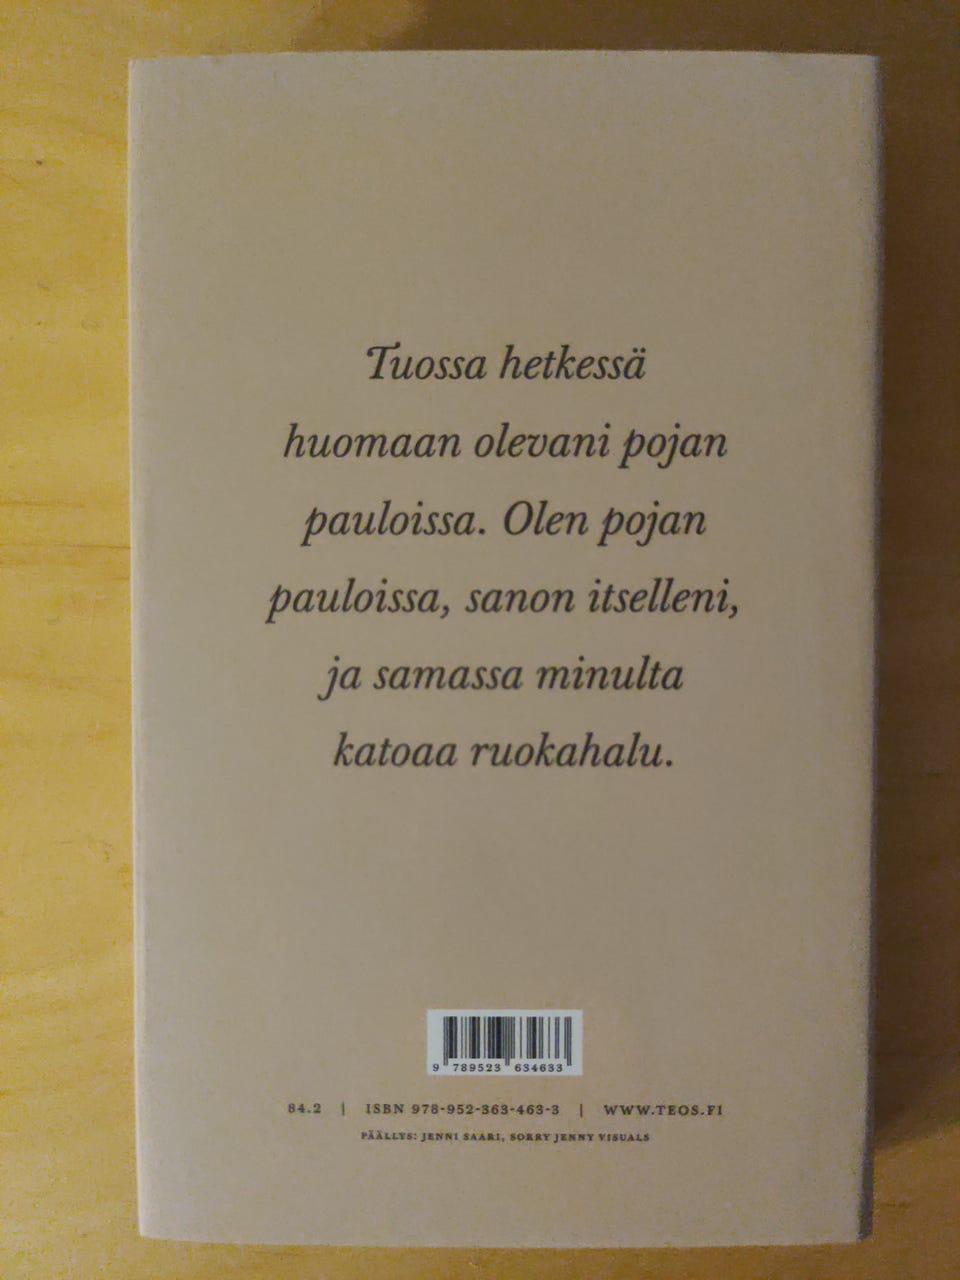 Tuossa hetkessä
huomaan olevani pojan
pauloissa. Olen pojan
pauloissa, sanon itselleni,
ja samassa minulta
katoaa ruokahalu.
9 789523 634633
84.2 | ISBN 978-952-363-463-3 | WWW.TEOS.FI
PÄÄLLYS: JENNI SAARI, SORRY JENNY VISUALS